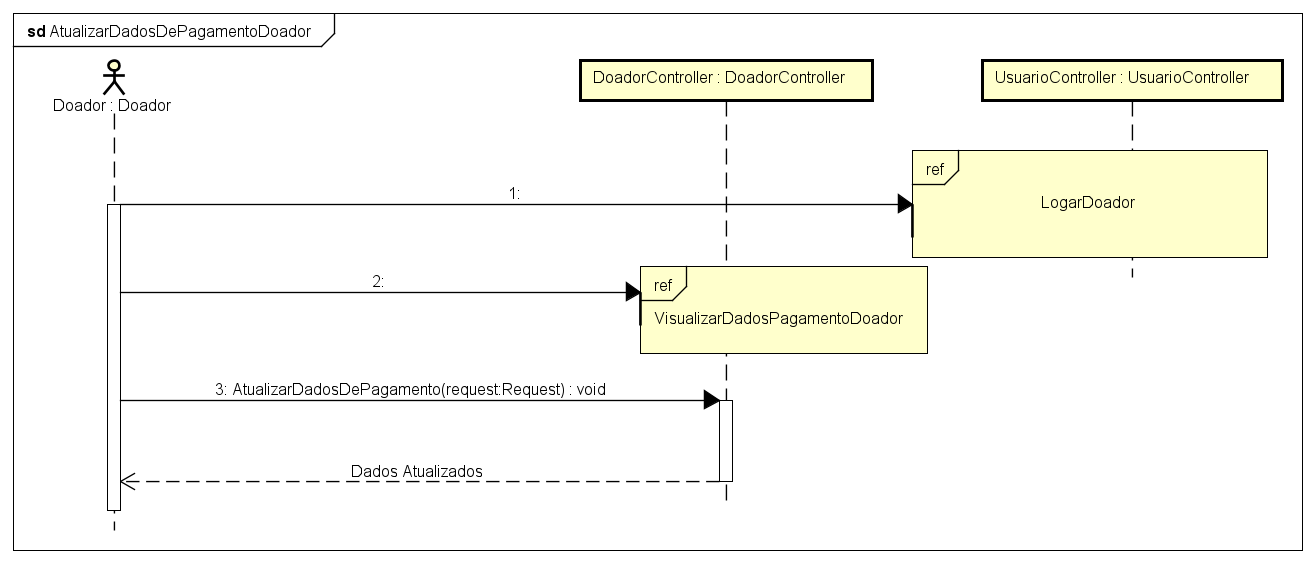 sd AtualizarDadosDePagamentoDoador
Doador : Doador
DoadorController : DoadorController
UsuarioController : UsuarioController
ref
LogarDoador
1:
2:
ref
VisualizarDadosPagamentoDoador
3: AtualizarDadosDePagamento(request:Request) : void
Dados Atualizados